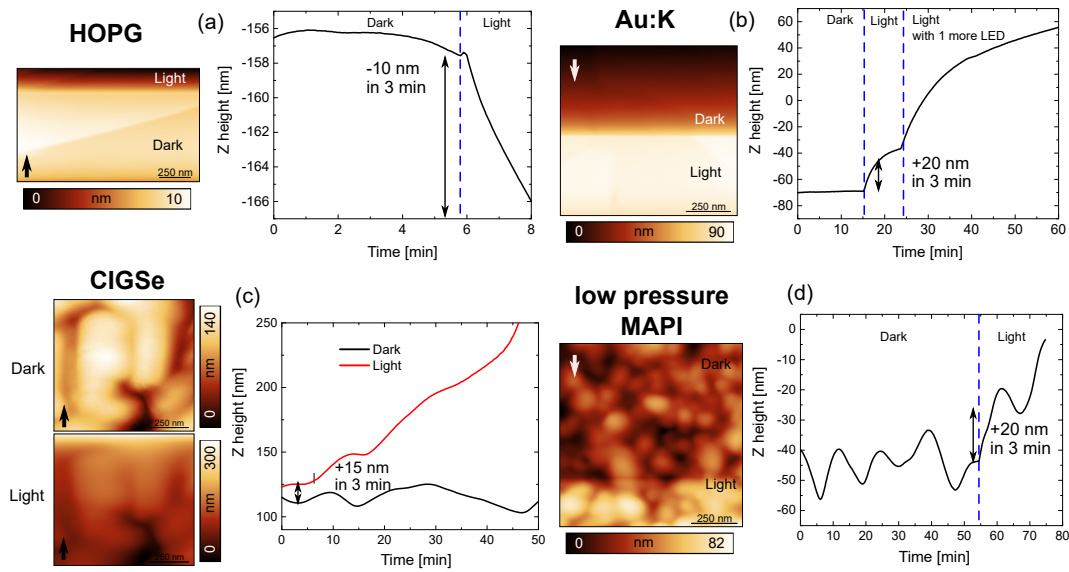 HOPG
Light
Dark
250 nm
0 nm 10
(a)
Dark Light
-10 nm
in 3 min
Z height [nm]
-156
-158
-160
-162
-164
-166
0 2 4 6 8
Time [min]
Au:K
Dark
Light
250 nm
0 nm 90
(b)
Dark Light Light
with 1 more LED
+20 nm
in 3 min
Z height [nm]
60
40
20
0
-20
-40
-60
-80
0 10 20 30 40 50 60
Time [min]
CIGSe
Dark
250 nm
0 nm 140
Light
250 nm
0 nm 300
(c)
Dark
Light
+15 nm
in 3 min
Z height [nm]
250
200
150
100
0 10 20 30 40 50
Time [min]
low pressure
MAPI
Dark
Light
250 nm
0 nm 82
(d)
Dark Light
+20 nm
in 3 min
Z height [nm]
0
-10
-20
-30
-40
-50
-60
0 10 20 30 40 50 60 70 80
Time [min]